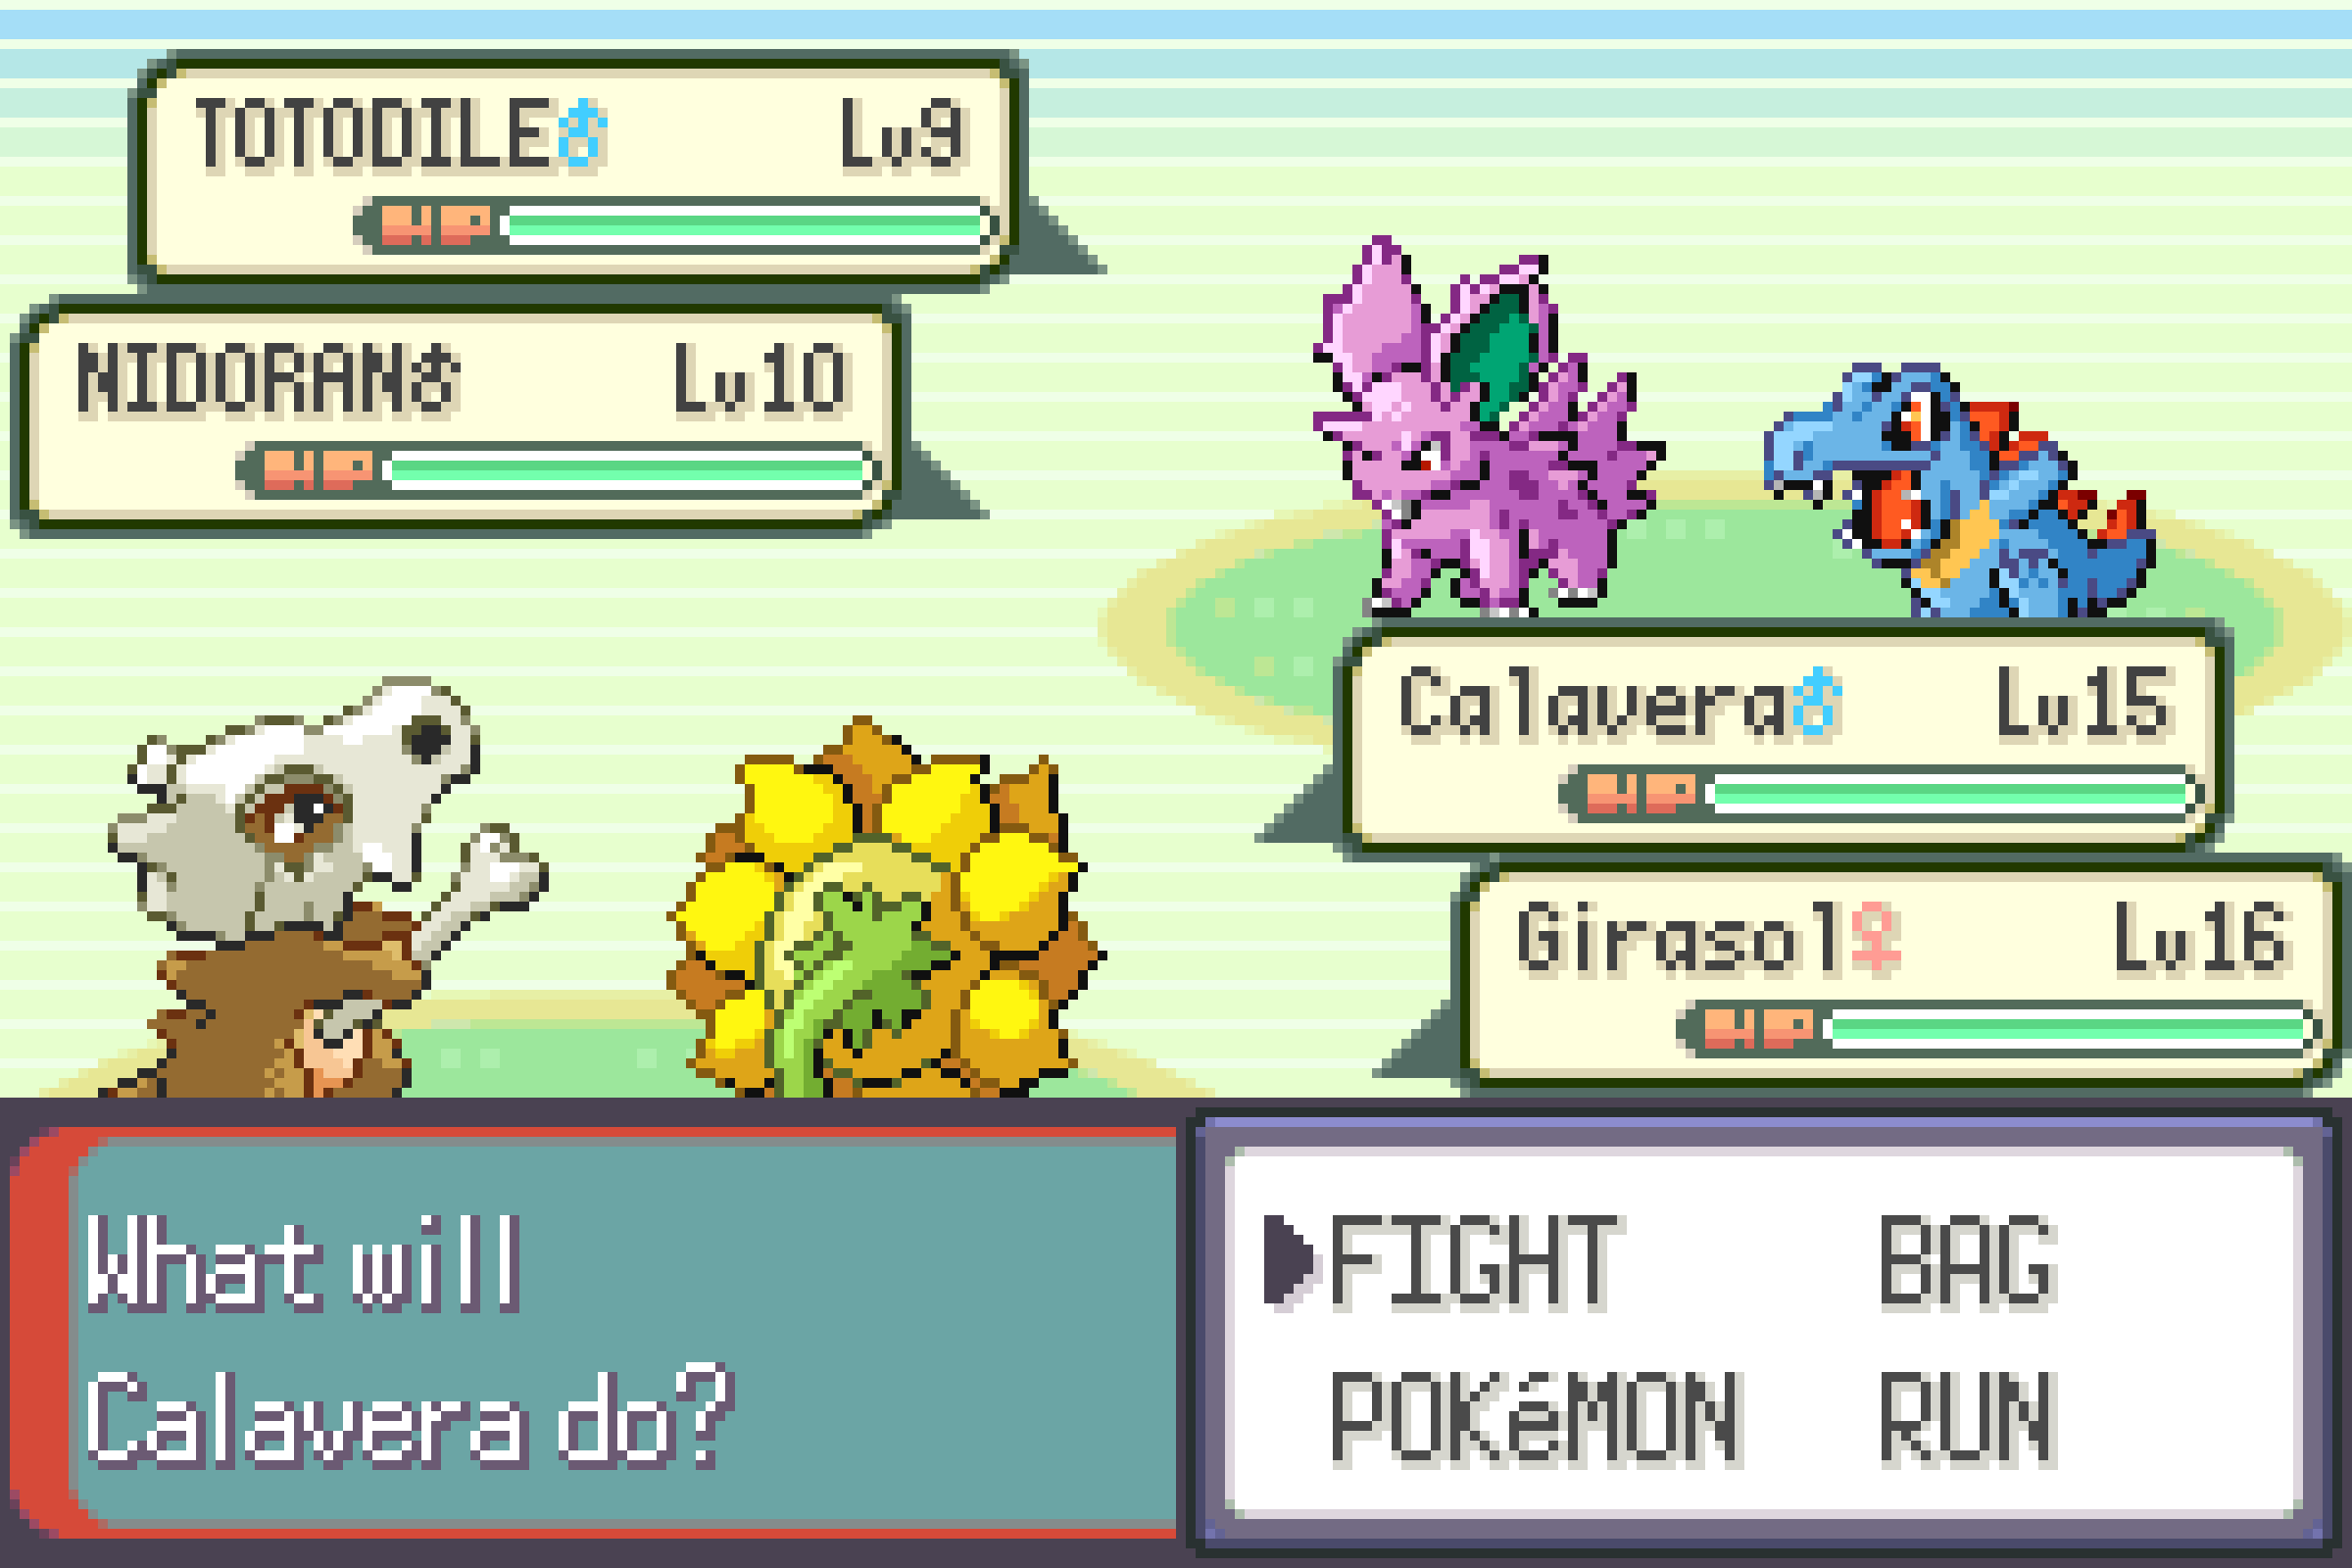 TOTODILE♂ Lv9
HP
NIDORAN♂ Lv10
HP
Calavera♂ Lv15
HP
Girasol♀ Lv16
HP
What will
Calavera do?
FIGHT BAG
POKéMON RUN